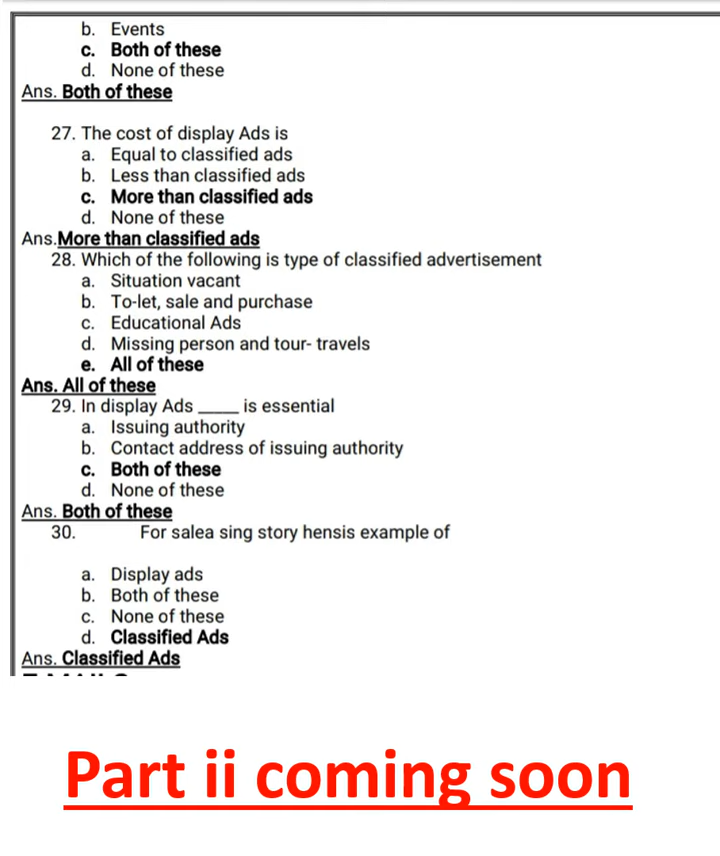 b. Events
c. Both of these
d. None of these
Ans. Both of these
27. The cost of display Ads is
a. Equal to classified ads
b. Less than classified ads
c. More than classified ads
d. None of these
Ans.More than classified ads
28. Which of the following is type of classified advertisement
a. Situation vacant
b. To-let, sale and purchase
c. Educational Ads
d. Missing person and tour- travels
e. All of these
Ans. All of these
29. In display Ads ____ is essential
a. Issuing authority
b. Contact address of issuing authority
c. Both of these
d. None of these
Ans. Both of these
30. For salea sing story hensis example of
a. Display ads
b. Both of these
c. None of these
d. Classified Ads
Ans. Classified Ads
Part ii coming soon